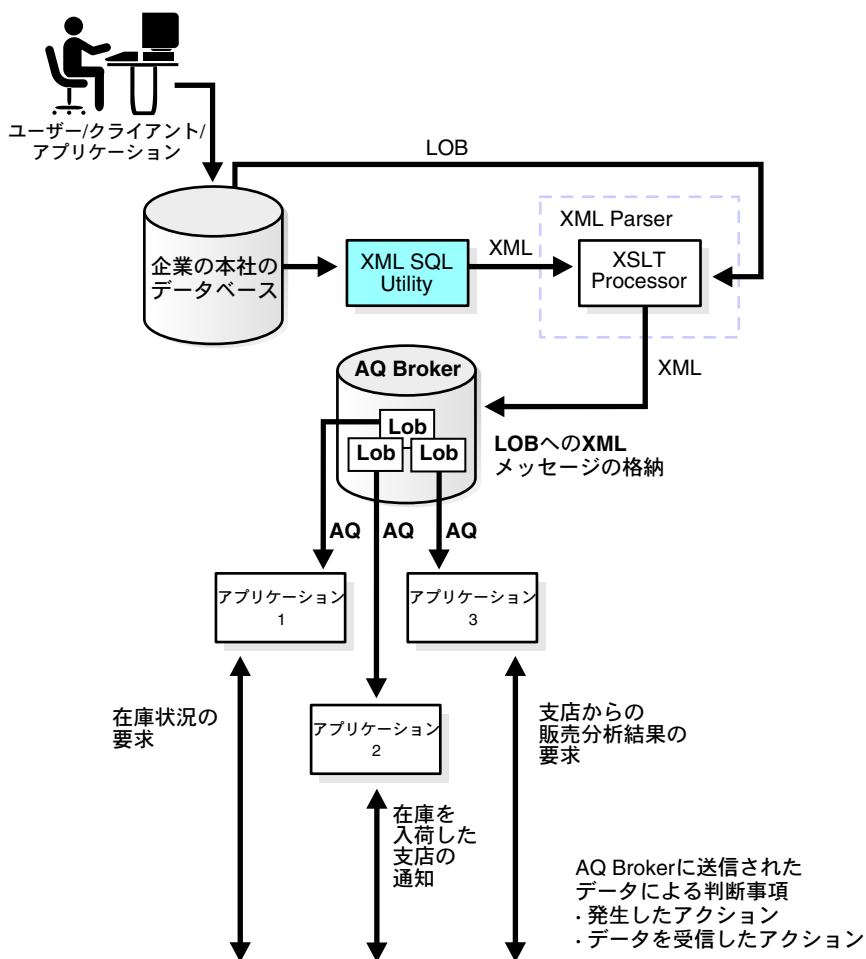 ユーザー/クライアント/
アプリケーション
LOB
XML Parser
企業の本社の
データベース
XML SQL
Utility
XML
XSLT
Processor
XML
AQ Broker
Lob
Lob
Lob
LOBへのXML
メッセージの格納
AQ
AQ
AQ
アプリケーション
1
アプリケーション
3
在庫状況の
要求
アプリケーション
2
支店からの
販売分析結果の
要求
在庫を
入荷した
支店の
通知
AQ Brokerに送信された
データによる判断事項
・発生したアクション
・データを受信したアクション